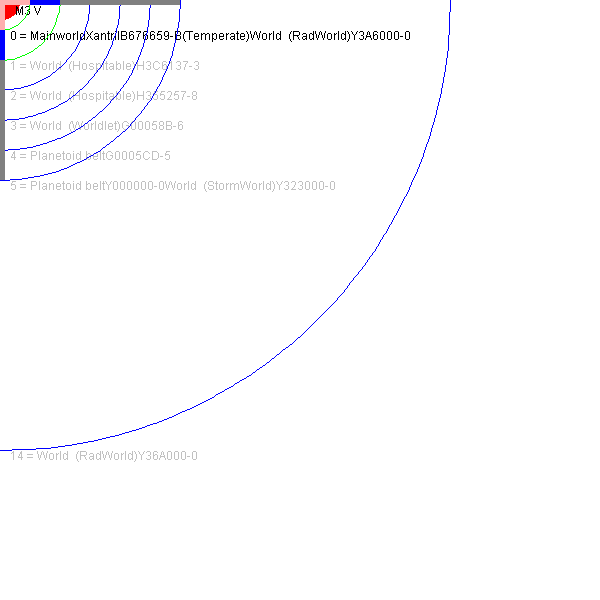 M3 V
0 = MainworldXantrilB676659-B(Temperate)World (RadWorld)Y3A6000-0
1 = World (Hospitable)H3C6137-3
2 = World (Hospitable)H355257-8
3 = World (Worldlet)G00058B-6
4 = Planetoid beltG0005CD-5
5 = Planetoid beltY000000-0World (StormWorld)Y323000-0
14 = World (RadWorld)Y36A000-0